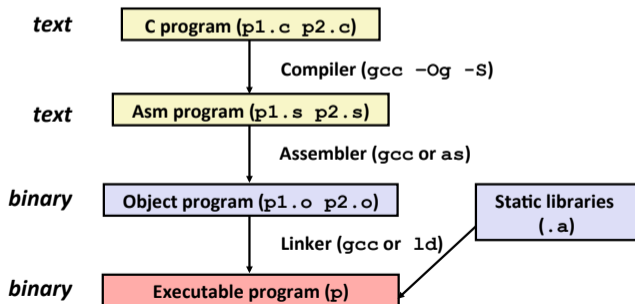 text
C program (p1.c p2.c)
Compiler (gcc –Og -S)
text
Asm program (p1.s p2.s)
Assembler (gcc or as)
binary
Object program (p1.o p2.o)
Static libraries
(.a)
Linker (gcc or ld)
binary
Executable program (p)